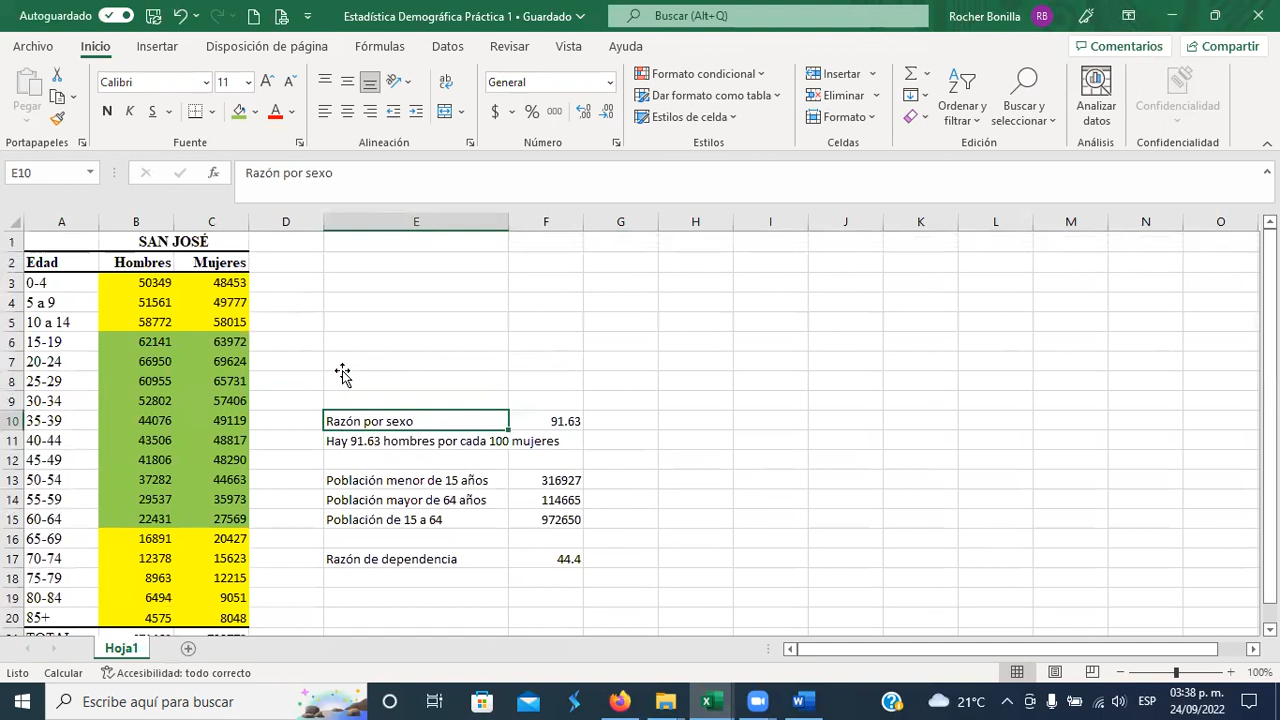 Autoguardado
Estadística Demográfica Práctica 1 • Guardado
Buscar (Alt+Q)
Rocher Bonilla
RB
Archivo Inicio Insertar Disposición de página Fórmulas Datos Revisar Vista Ayuda
Comentarios Compartir
Pegar
Calibri 11
N K S
General
$ % 000
Formato condicional
Dar formato como tabla
Estilos de celda
Insertar
Eliminar
Formato
Ordenar y filtrar
Buscar y seleccionar
Analizar datos
Confidencialidad
Portapapeles Fuente Alineación Número Estilos Celdas Edición Análisis Confidencialidad
E10 fx Razón por sexo
A B C D E F G H I J K L M N O
1 SAN JOSÉ
2 Edad Hombres Mujeres
3 0-4 50349 48453
4 5 a 9 51561 49777
5 10 a 14 58772 58015
6 15-19 62141 63972
7 20-24 66950 69624
8 25-29 60955 65731
9 30-34 52802 57406
10 35-39 44076 49119 Razón por sexo 91.63
11 40-44 43506 48817 Hay 91.63 hombres por cada 100 mujeres
12 45-49 41806 48290
13 50-54 37282 44663 Población menor de 15 años 316927
14 55-59 29537 35973 Población mayor de 64 años 114665
15 60-64 22431 27569 Población de 15 a 64 972650
16 65-69 16891 20427
17 70-74 12378 15623 Razón de dependencia 44.4
18 75-79 8963 12215
19 80-84 6494 9051
20 85+ 4575 8048
Hoja1
Listo Calcular Accesibilidad: todo correcto 100%
Escribe aquí para buscar
21°C ESP 03:38 p. m.
24/09/2022